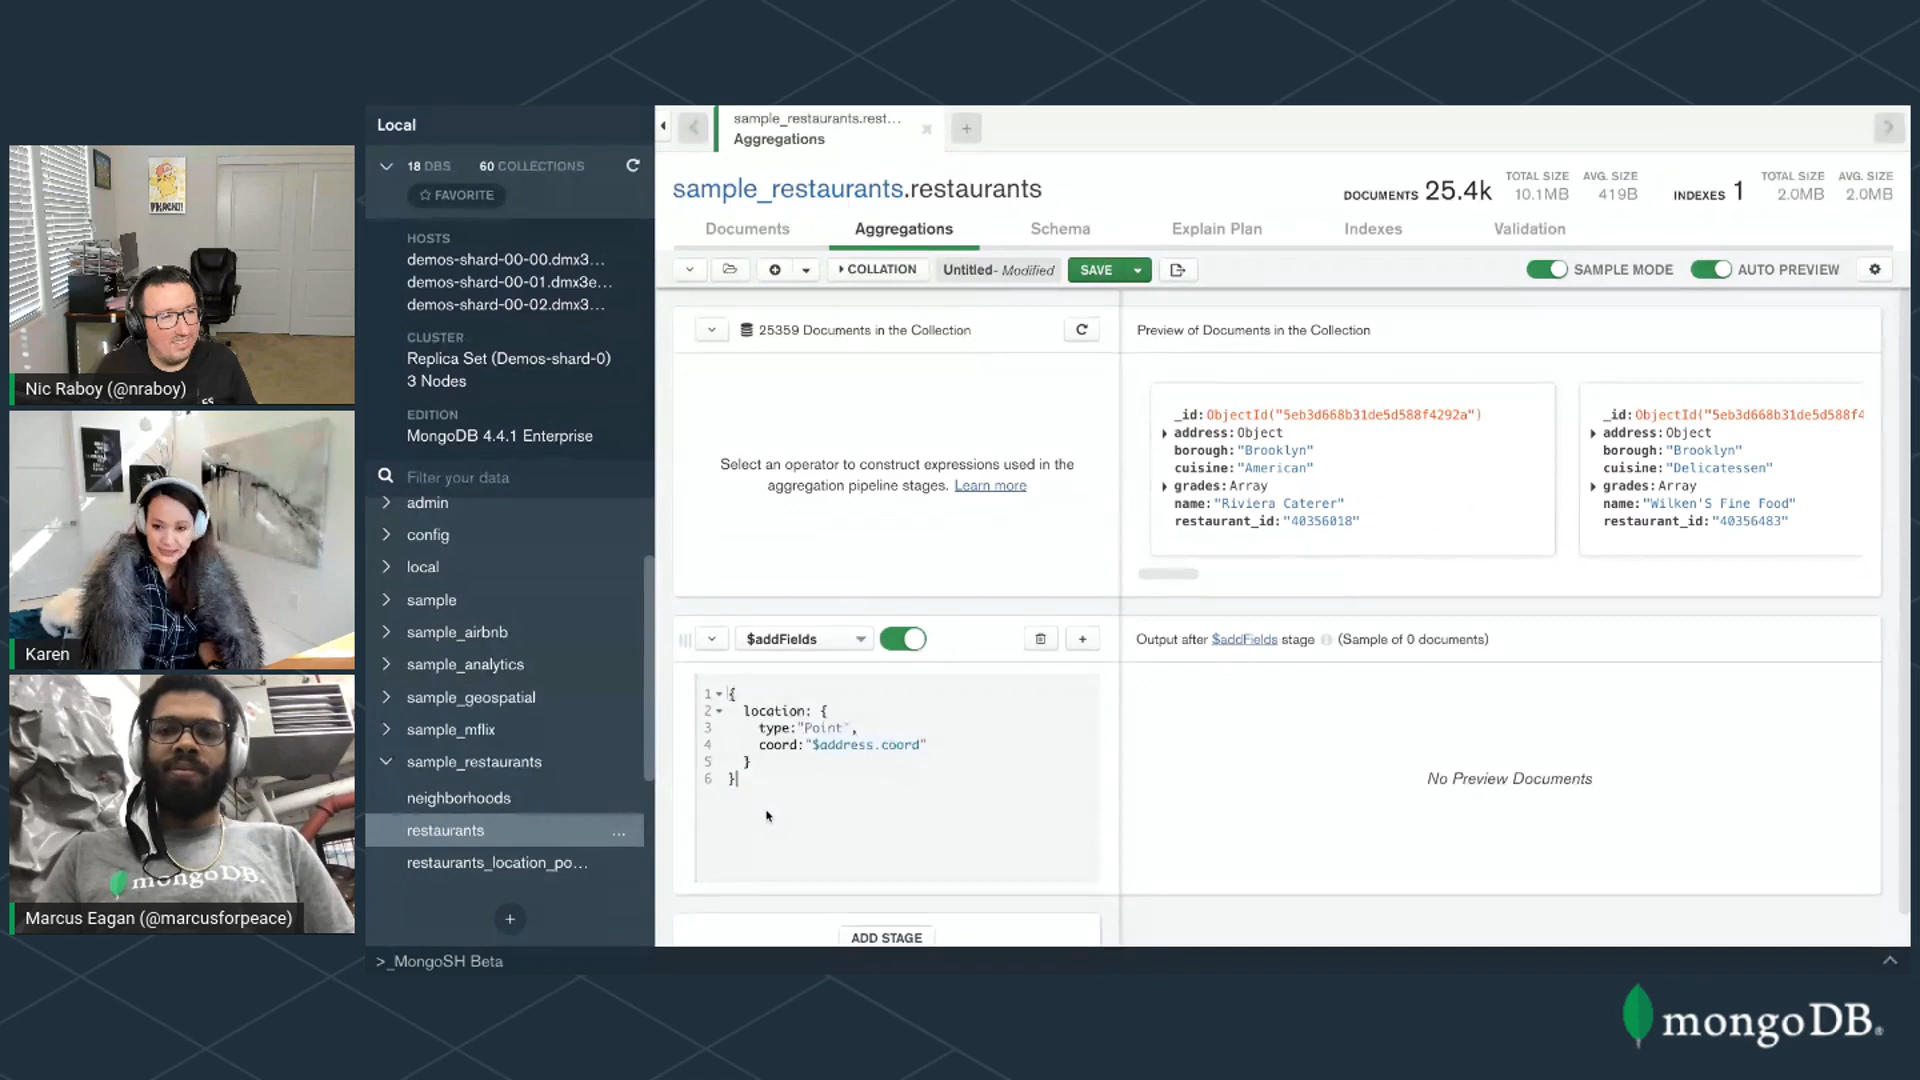 Local
18 DBS 60 COLLECTIONS
FAVORITE
HOSTS
demos-shard-00-00.dmx3...
demos-shard-00-01.dmx3e...
demos-shard-00-02.dmx3...
CLUSTER
Replica Set (Demos-shard-0)
3 Nodes
EDITION
MongoDB 4.4.1 Enterprise
Filter your data
admin
config
local
sample
sample_airbnb
sample_analytics
sample_geospatial
sample_mflix
sample_restaurants
neighborhoods
restaurants ...
restaurants_location_po...
+
>_MongoSH Beta
sample_restaurants.rest...
Aggregations
sample_restaurants.restaurants
DOCUMENTS 25.4k TOTAL SIZE 10.1MB AVG. SIZE 419B INDEXES 1 TOTAL SIZE 2.0MB AVG. SIZE 2.0MB
Documents Aggregations Schema Explain Plan Indexes Validation
COLLATION Untitled- Modified SAVE SAMPLE MODE AUTO PREVIEW
25359 Documents in the Collection
Preview of Documents in the Collection
Select an operator to construct expressions used in the
aggregation pipeline stages. Learn more
_id:ObjectId("5eb3d668b31de5d588f4292a")
address:Object
borough:"Brooklyn"
cuisine:"American"
grades:Array
name:"Riviera Caterer"
restaurant_id:"40356018"
_id:ObjectId("5eb3d668b31de5d588f4
address:Object
borough:"Brooklyn"
cuisine:"Delicatessen"
grades:Array
name:"Wilken'S Fine Food"
restaurant_id:"40356483"
$addFields
Output after $addFields stage (Sample of 0 documents)
1 {
2 location: {
3 type:"Point",
4 coord:"$address.coord"
5 }
6 }
No Preview Documents
ADD STAGE
Nic Raboy (@nraboy)
Karen
mongoDB.
Marcus Eagan (@marcusforpeace)
mongoDB.